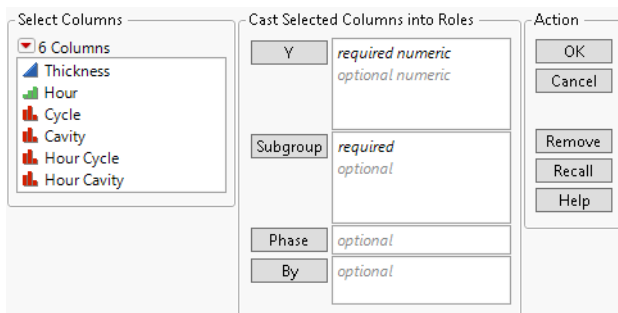 Select Columns
6 Columns
Thickness
Hour
Cycle
Cavity
Hour Cycle
Hour Cavity
Cast Selected Columns into Roles
Y
required numeric
optional numeric
Subgroup
required
optional
Phase
optional
By
optional
Action
OK
Cancel
Remove
Recall
Help